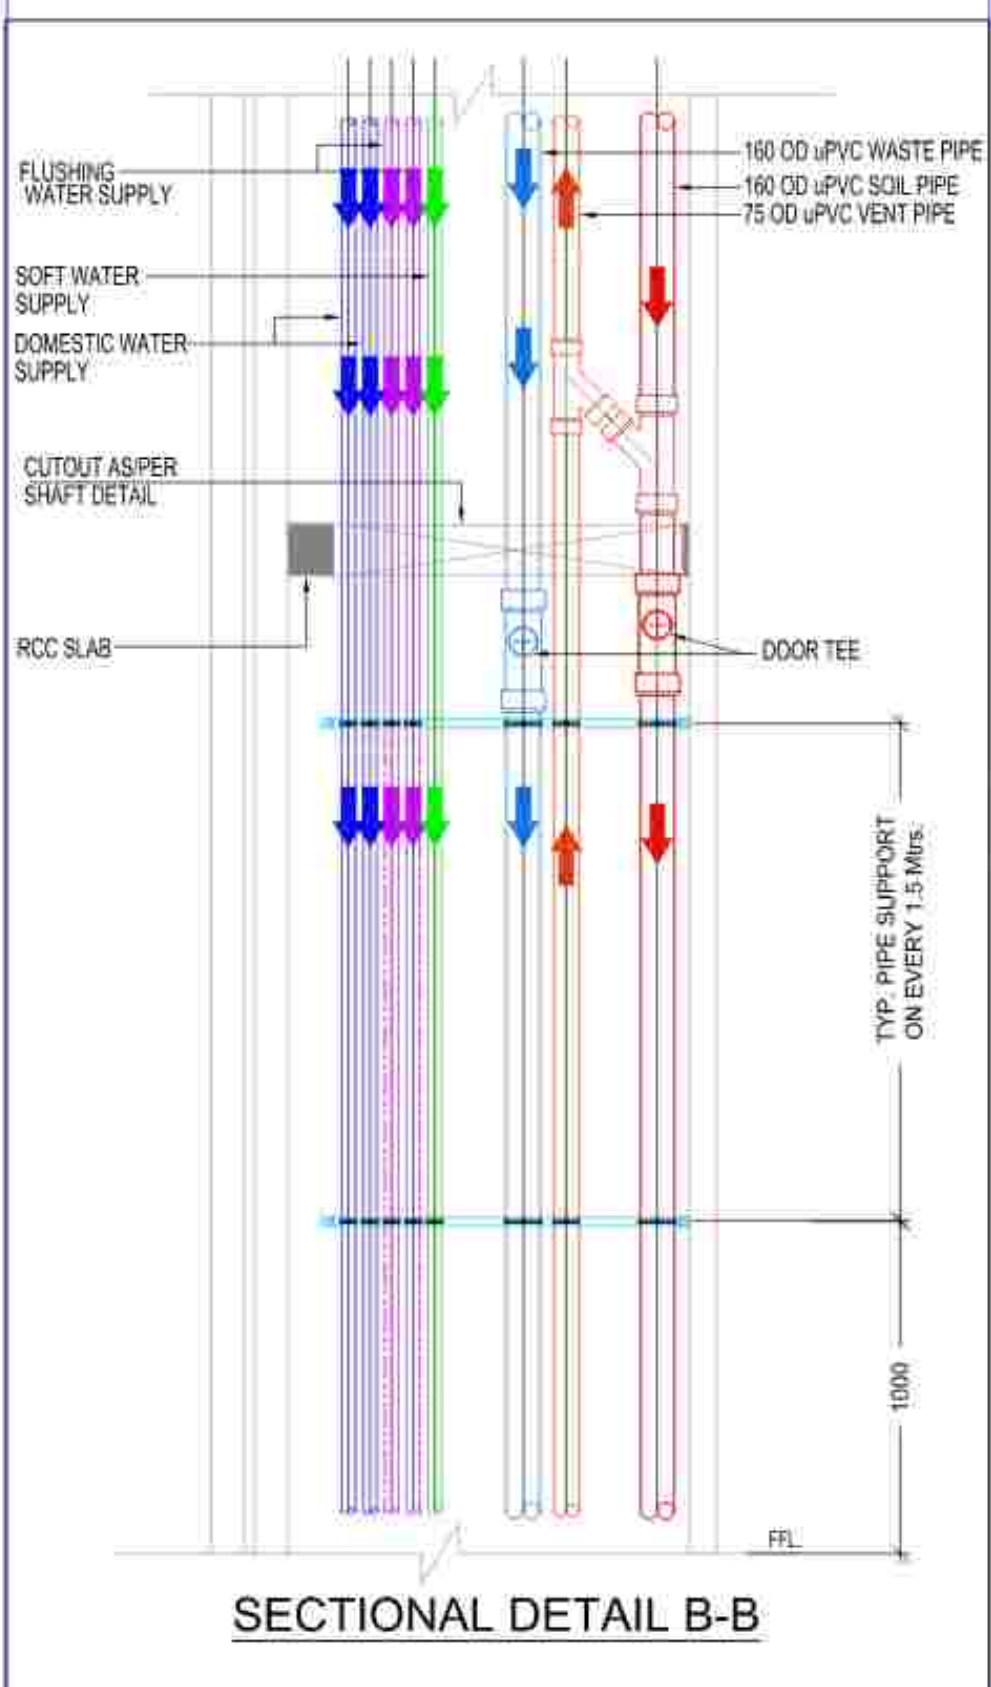 FLUSHING
WATER SUPPLY
160 OD uPVC WASTE PIPE
160 OD uPVC SOIL PIPE
75 OD uPVC VENT PIPE
SOFT WATER
SUPPLY
DOMESTIC WATER
SUPPLY
CUTOUT AS/PER
SHAFT DETAIL
RCC SLAB
DOOR TEE
TYP. PIPE SUPPORT
ON EVERY 1.5 Mtrs.
1000
FFL
SECTIONAL DETAIL B-B